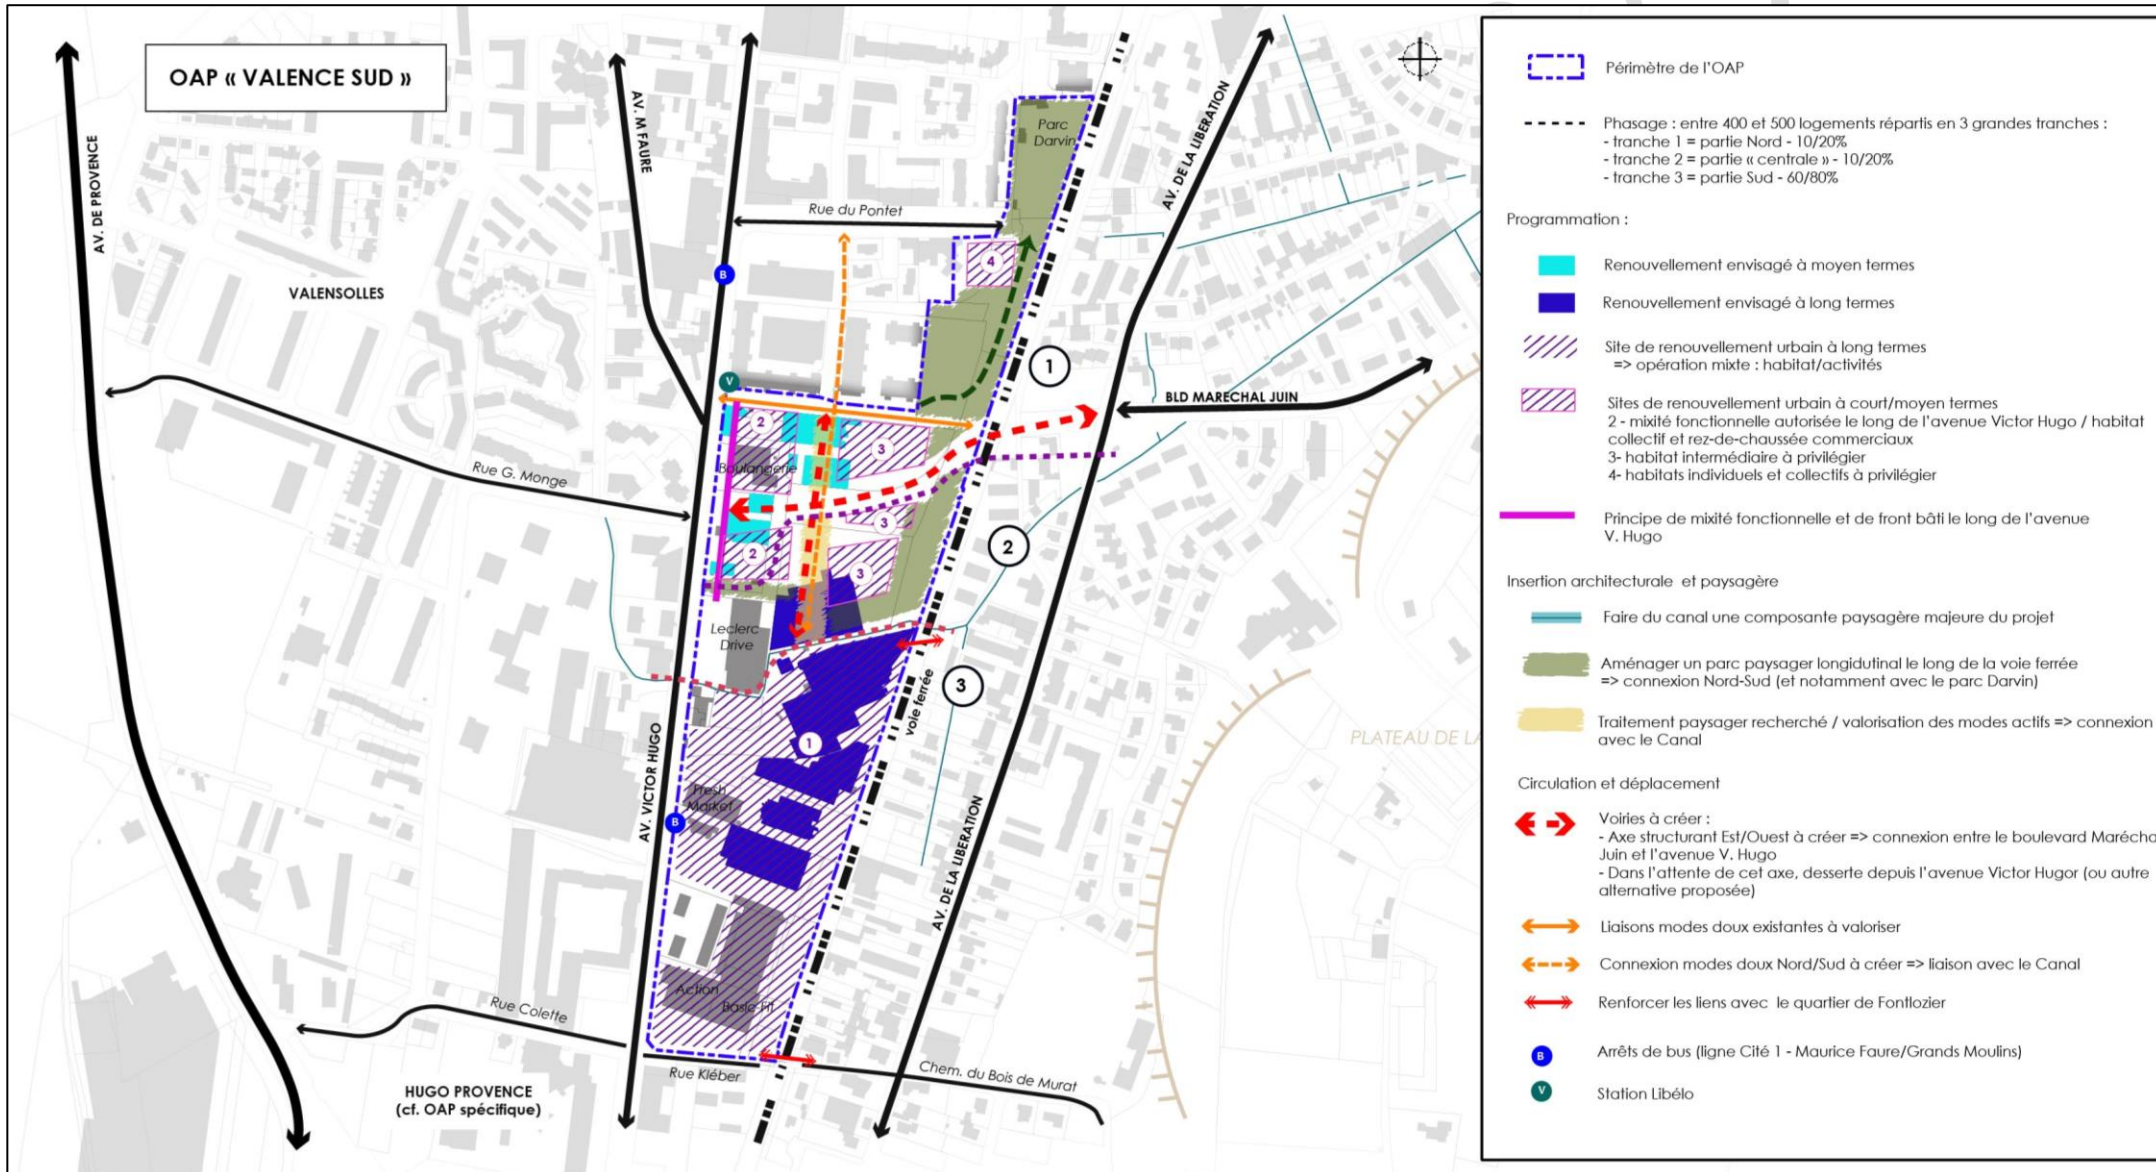 OAP « VALENCE SUD »
AV. DE PROVENCE
AV. M FAURE
AV. DE LA LIBERATION
Parc
Darvin
Rue du Pontet
4
B
VALENSOLLES
V
1
BLD MARECHAL JUIN
2
3
Boulangerie
Rue G. Monge
3
2
3
2
Leclerc
Drive
3
voie ferrée
1
PLATEAU DE LA
AV. VICTOR HUGO
Fresh
Market
B
AV. DE LA LIBERATION
Action
Basic-Fit
Rue Colette
Rue Kléber
Chem. du Bois de Murat
HUGO PROVENCE
(cf. OAP spécifique)
Périmètre de l'OAP
Phasage : entre 400 et 500 logements répartis en 3 grandes tranches :
- tranche 1 = partie Nord - 10/20%
- tranche 2 = partie « centrale » - 10/20%
- tranche 3 = partie Sud - 60/80%
Programmation :
Renouvellement envisagé à moyen termes
Renouvellement envisagé à long termes
Site de renouvellement urbain à long termes
=> opération mixte : habitat/activités
Sites de renouvellement urbain à court/moyen termes
2 - mixité fonctionnelle autorisée le long de l'avenue Victor Hugo / habitat
collectif et rez-de-chaussée commerciaux
3- habitat intermédiaire à privilégier
4- habitats individuels et collectifs à privilégier
Principe de mixité fonctionnelle et de front bâti le long de l'avenue
V. Hugo
Insertion architecturale et paysagère
Faire du canal une composante paysagère majeure du projet
Aménager un parc paysager longidutinal le long de la voie ferrée
=> connexion Nord-Sud (et notamment avec le parc Darvin)
Traitement paysager recherché / valorisation des modes actifs => connexion
avec le Canal
Circulation et déplacement
Voiries à créer :
- Axe structurant Est/Ouest à créer => connexion entre le boulevard Marécha
Juin et l'avenue V. Hugo
- Dans l'attente de cet axe, desserte depuis l'avenue Victor Hugor (ou autre
alternative proposée)
Liaisons modes doux existantes à valoriser
Connexion modes doux Nord/Sud à créer => liaison avec le Canal
Renforcer les liens avec le quartier de Fontlozier
B
Arrêts de bus (ligne Cité 1 - Maurice Faure/Grands Moulins)
V
Station Libélo